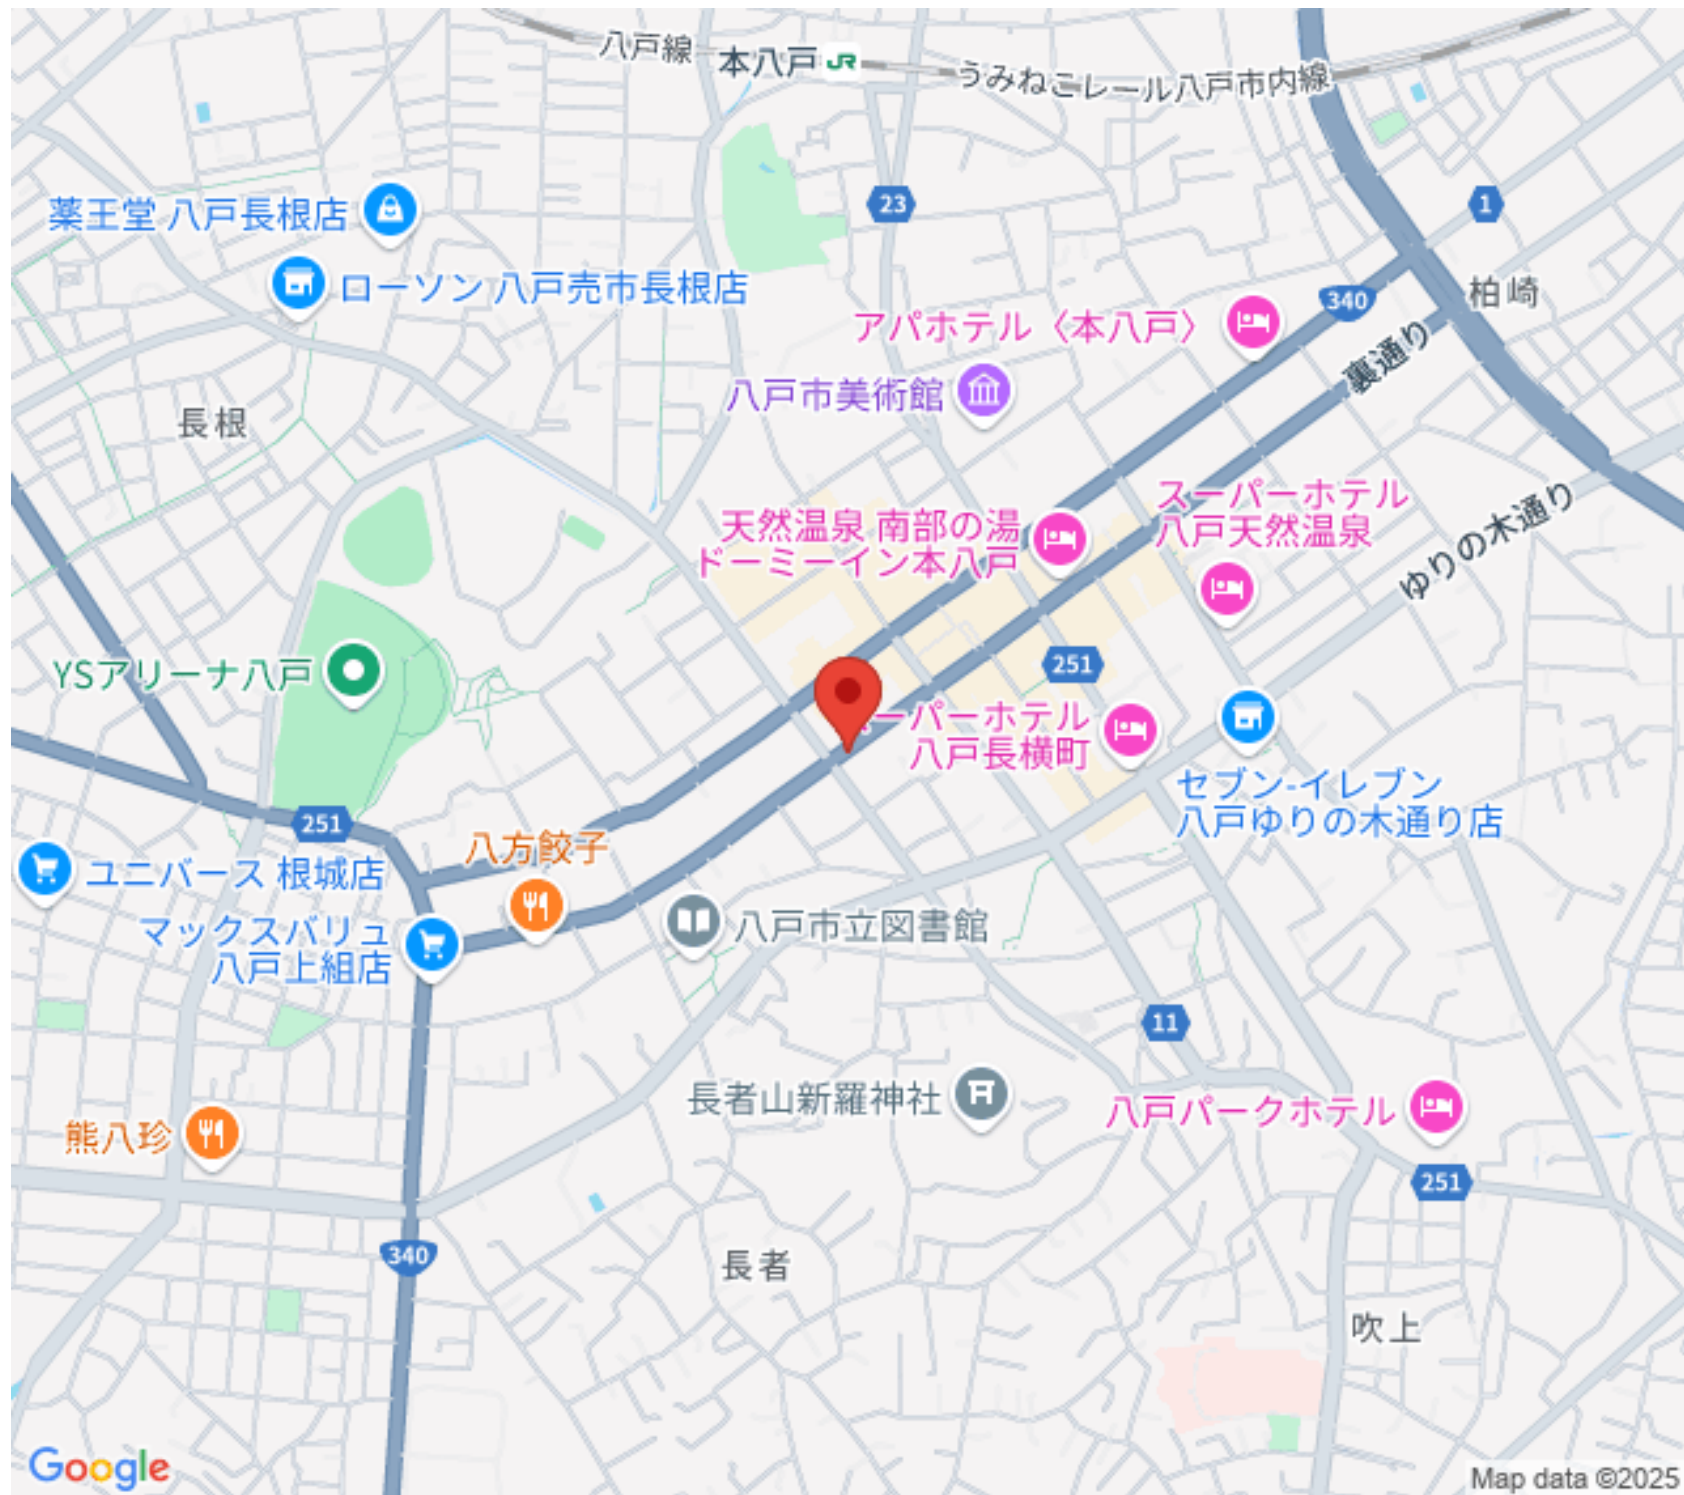 八戸線
本八戸
JR
うみねこレール八戸市内線
薬王堂 八戸長根店
23
1
ローソン 八戸売市長根店
340
柏崎
アパホテル〈本八戸〉
裏通り
八戸市美術館
長根
スーパーホテル
八戸天然温泉
天然温泉 南部の湯
ドーミーイン本八戸
ゆりの木通り
YSアリーナ八戸
251
ーパーホテル
八戸長横町
セブン-イレブン
八戸ゆりの木通り店
251
八方餃子
ユニバース 根城店
マックスバリュ
八戸上組店
八戸市立図書館
11
長者山新羅神社
八戸パークホテル
熊八珍
251
340
長者
吹上
Google
Map data ©2025